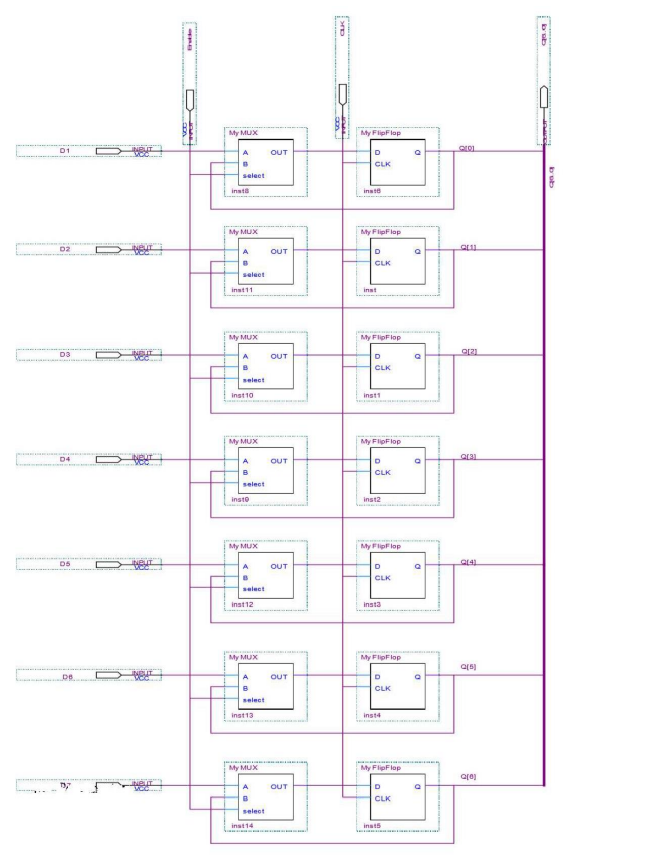 Enable
VCC
INPUT
CLK
VCC
INPUT
OUTPUT
D1 INPUT
VCC
My MUX
A OUT
B
select
inst8
My FlipFlop
D Q
CLK
inst6
Q[0]
D2 INPUT
VCC
My MUX
A OUT
B
select
inst11
My FlipFlop
D Q
CLK
inst
Q[1]
D3 INPUT
VCC
My MUX
A OUT
B
select
inst10
My FlipFlop
D Q
CLK
inst1
Q[2]
D4 INPUT
VCC
My MUX
A OUT
B
select
inst9
My FlipFlop
D Q
CLK
inst2
Q[3]
D5 INPUT
VCC
My MUX
A OUT
B
select
inst12
My FlipFlop
D Q
CLK
inst3
Q[4]
D6 INPUT
VCC
My MUX
A OUT
B
select
inst13
My FlipFlop
D Q
CLK
inst4
Q[5]
INPUT
VCC
My MUX
A OUT
B
select
inst14
My FlipFlop
D Q
CLK
inst5
Q[6]